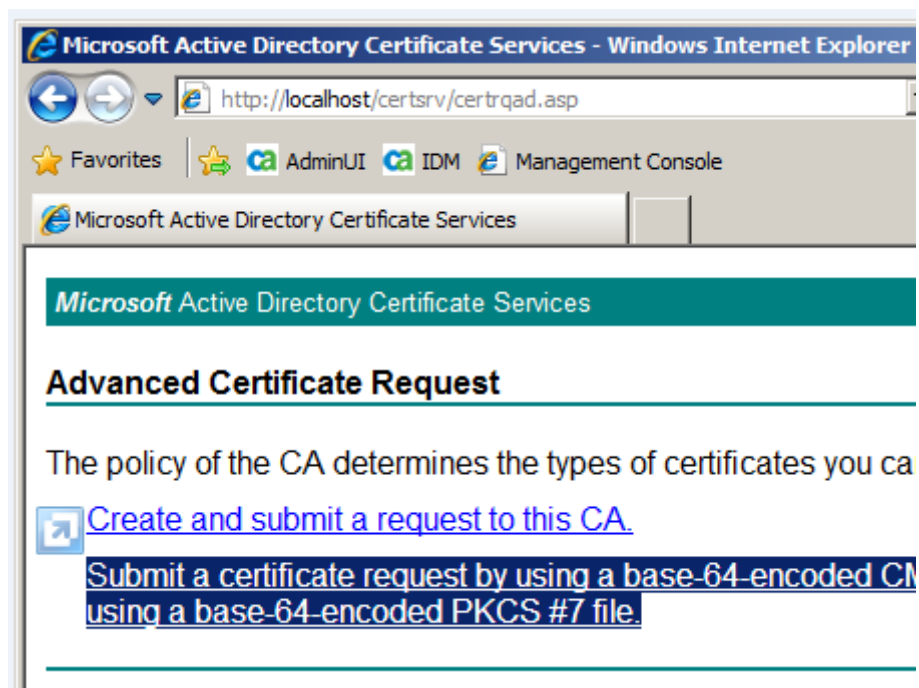 Microsoft Active Directory Certificate Services - Windows Internet Explorer
http://localhost/certsrv/certrqad.asp
Favorites ca AdminUI ca IDM Management Console
Microsoft Active Directory Certificate Services
Microsoft Active Directory Certificate Services
Advanced Certificate Request
The policy of the CA determines the types of certificates you ca
Create and submit a request to this CA.
Submit a certificate request by using a base-64-encoded CM
using a base-64-encoded PKCS #7 file.